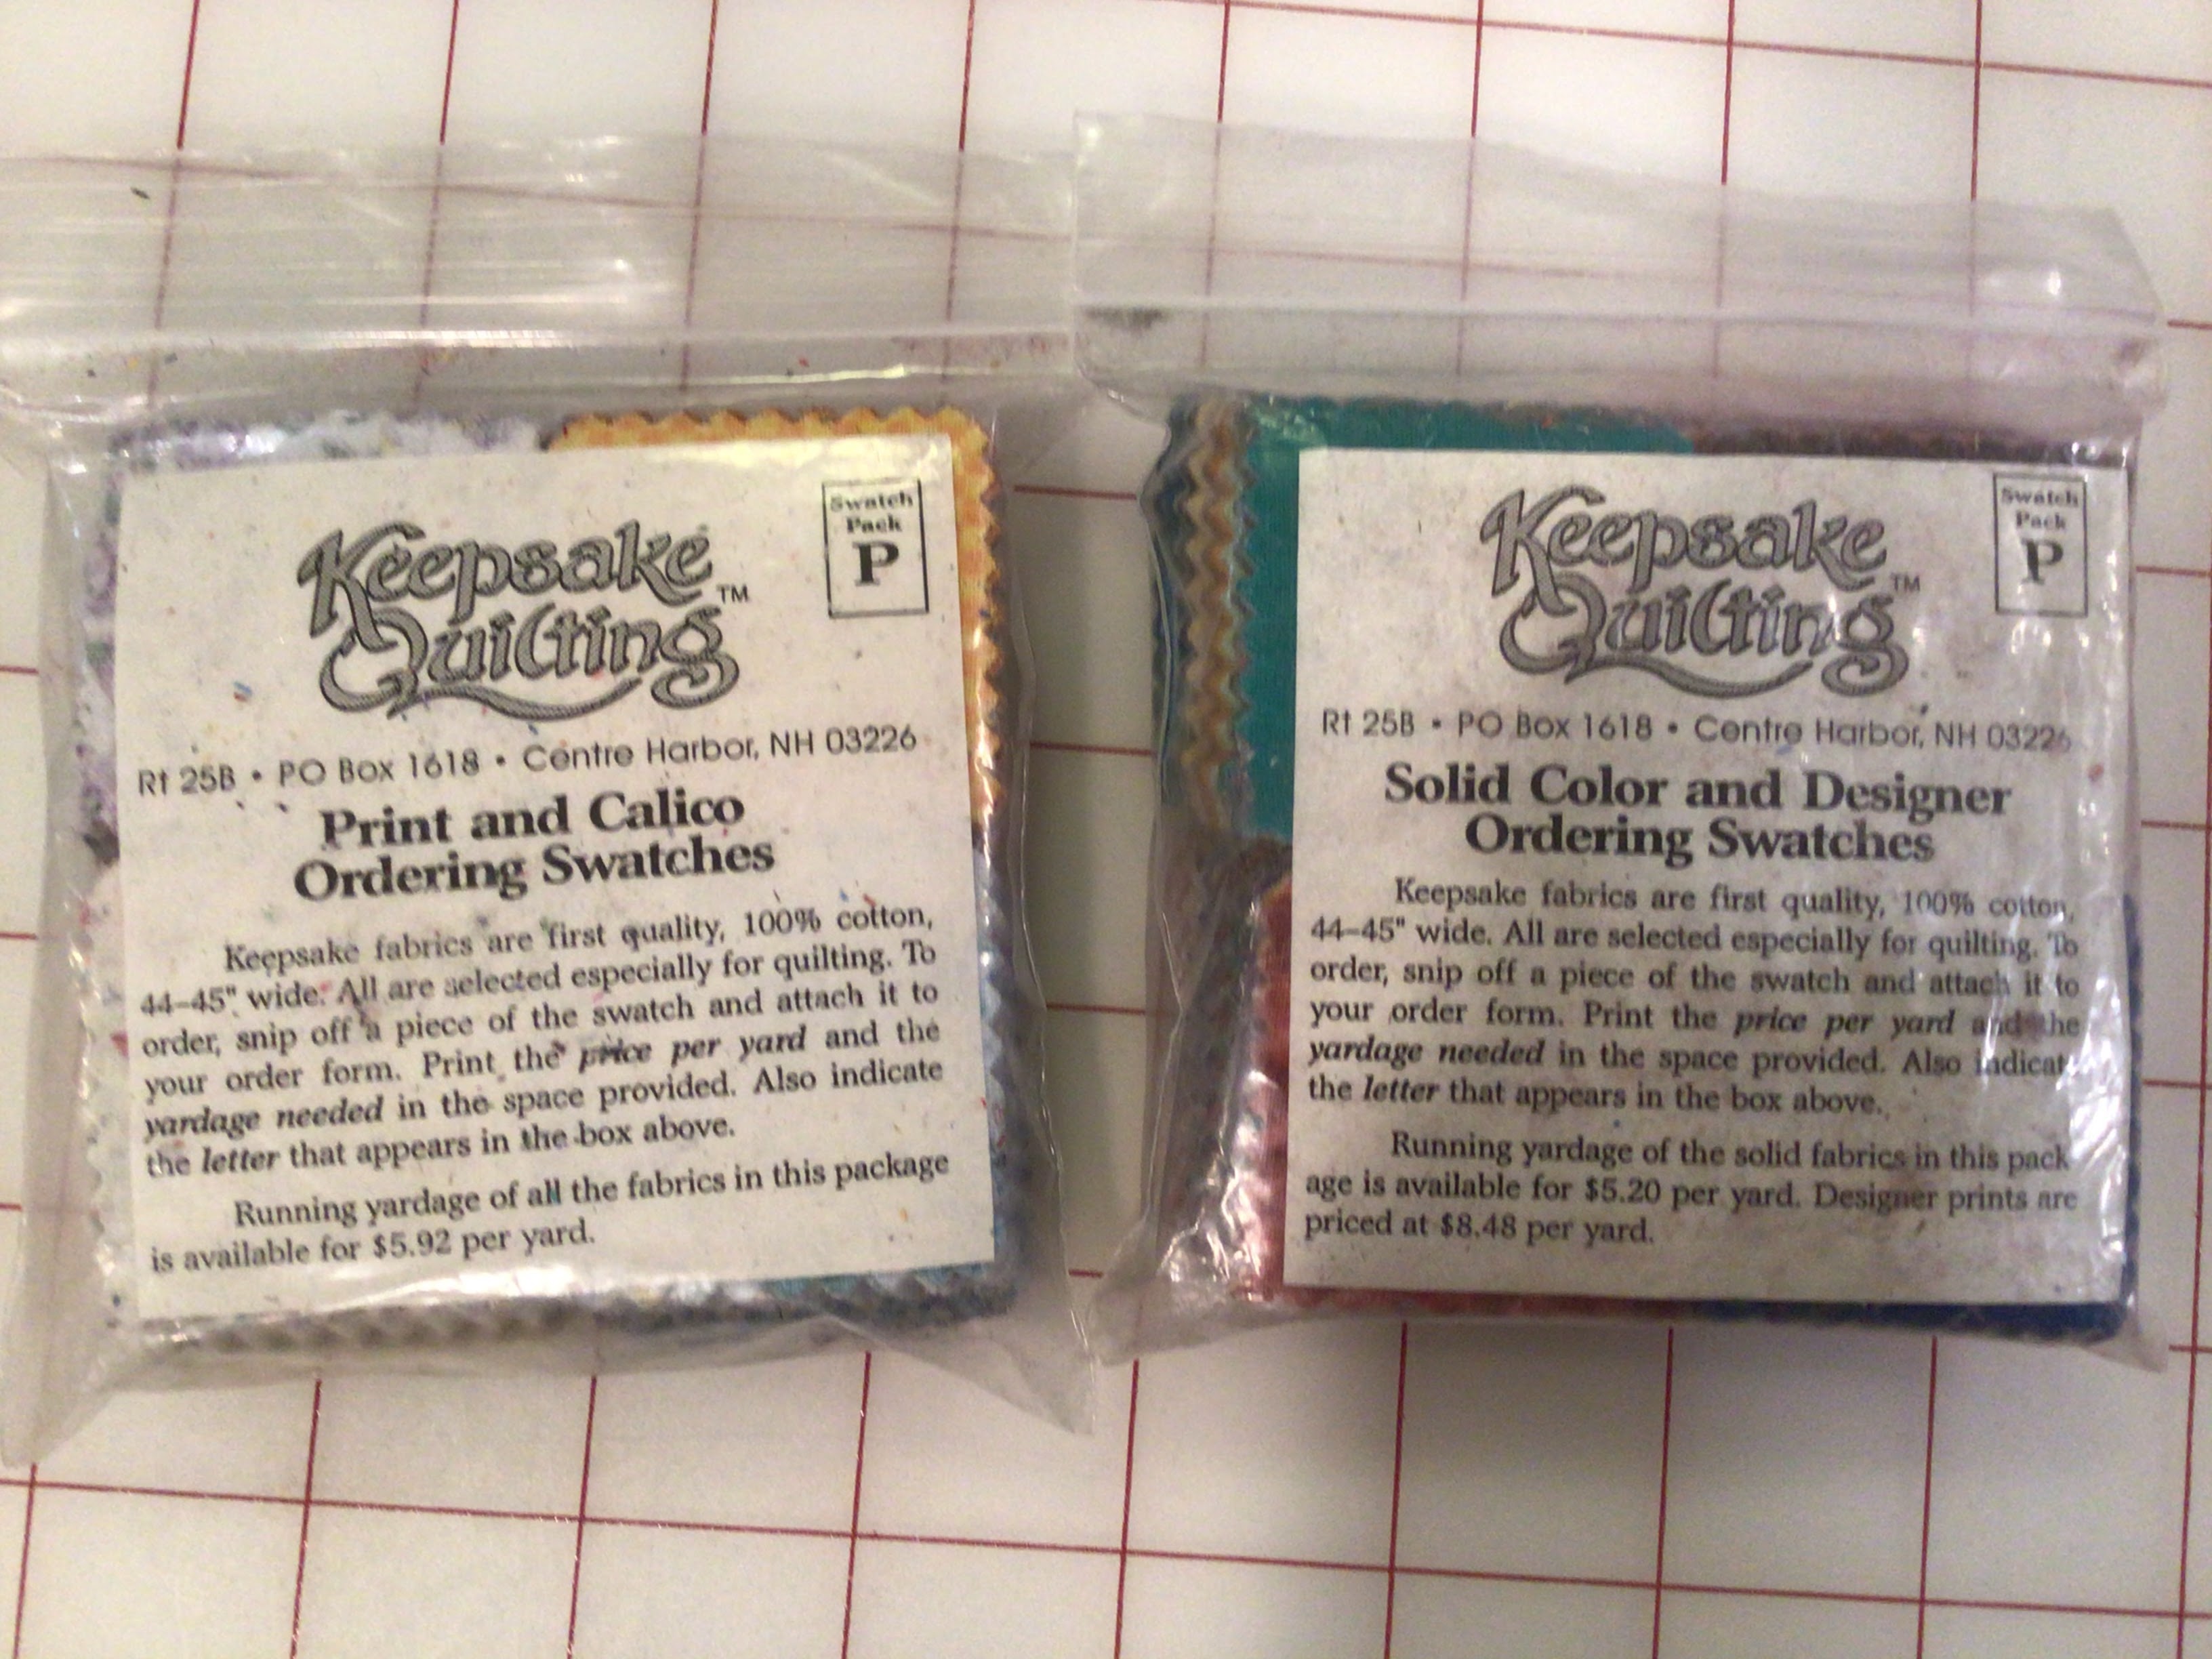 Keepsake
Quilting™
Swatch
Pack
P
Rt 25B • PO Box 1618 • Centre Harbor, NH 03226
Print and Calico
Ordering Swatches
Keepsake fabrics are first quality, 100% cotton,
44–45" wide. All are selected especially for quilting. To
order, snip off a piece of the swatch and attach it to
your order form. Print the price per yard and the
yardage needed in the space provided. Also indicate
the letter that appears in the box above.
Running yardage of all the fabrics in this package
is available for $5.92 per yard.
Keepsake
Quilting™
Swatch
Pack
P
Rt 25B • PO Box 1618 • Centre Harbor, NH 03226
Solid Color and Designer
Ordering Swatches
Keepsake fabrics are first quality, 100% cotton,
44–45" wide. All are selected especially for quilting. To
order, snip off a piece of the swatch and attach it to
your order form. Print the price per yard and the
yardage needed in the space provided. Also indicate
the letter that appears in the box above.
Running yardage of the solid fabrics in this pack
age is available for $5.20 per yard. Designer prints are
priced at $8.48 per yard.